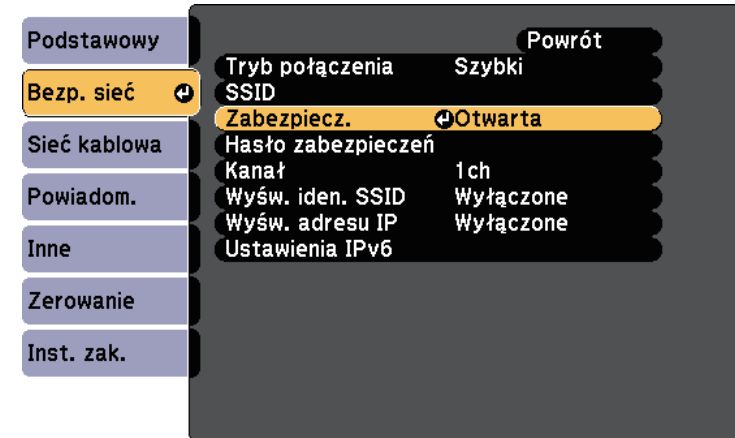 Podstawowy
Bezp. sieć
Sieć kablowa
Powiadom.
Inne
Zerowanie
Inst. zak.
Powrót
Tryb połączenia Szybki
SSID
Zabezpiecz. Otwarta
Hasło zabezpieczeń
Kanał 1ch
Wyśw. iden. SSID Wyłączone
Wyśw. adresu IP Wyłączone
Ustawienia IPv6